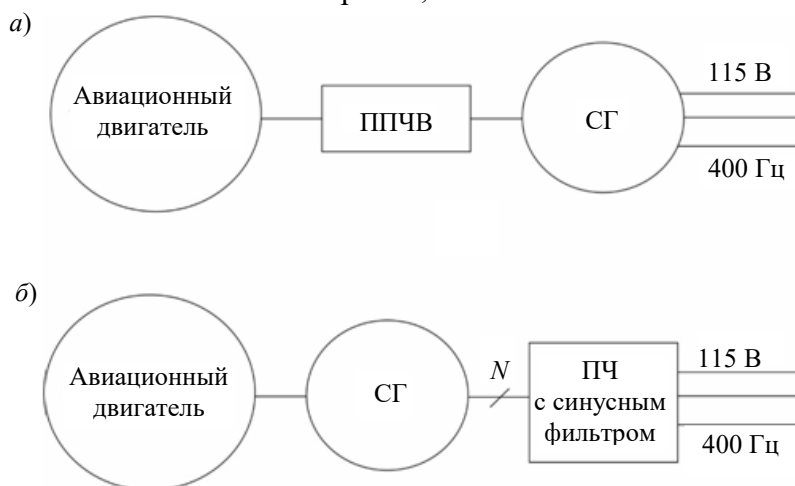 а)
Авиационный
двигатель
ППЧВ
СГ
115 В
400 Гц
б)
Авиационный
двигатель
СГ
N
ПЧ
с синусным
фильтром
115 В
400 Гц